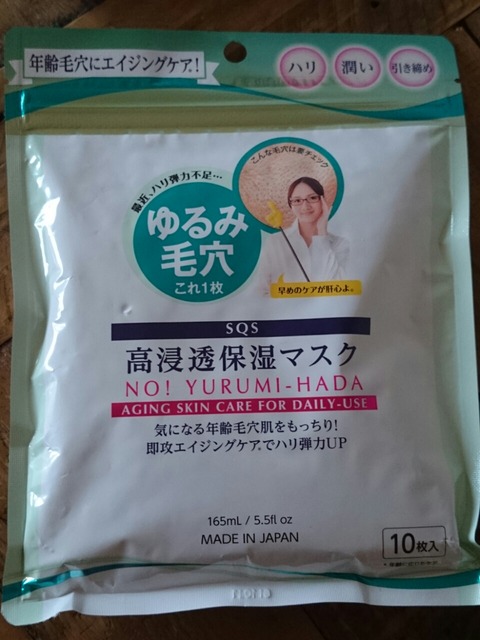 年齢毛穴にエイジングケア*!
ハリ
潤い
引き締め
こんな毛穴は要チェック
最近、ハリ弾力不足…
ゆるみ
毛穴
これ1枚
早めのケアが肝心よ。
SQS
高浸透保湿マスク
NO! YURUMI-HADA
AGING SKIN CARE FOR DAILY-USE
気になる年齢毛穴肌をもっちり!
即攻エイジングケア*でハリ弾力UP
165mL / 5.5fl oz
MADE IN JAPAN
10枚入